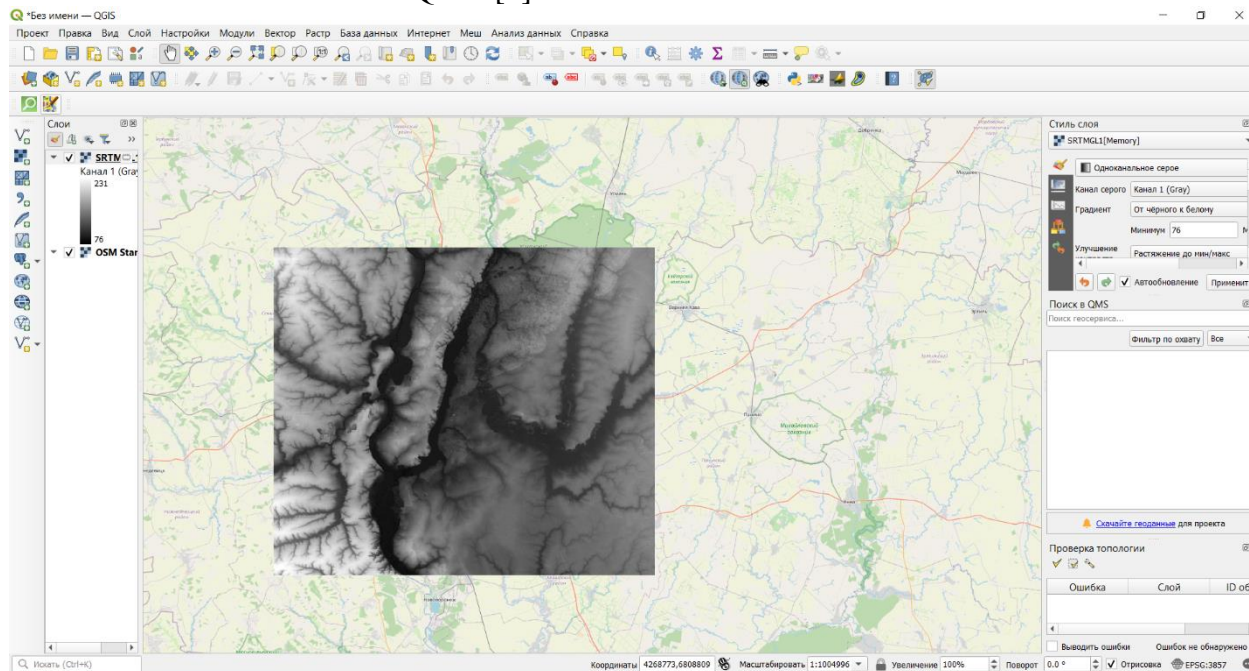 *Без имени — QGIS
Проект Правка Вид Слой Настройки Модули Вектор Растр База данных Интернет Меш Анализ данных Справка
Слои
SRTM
Канал 1 (Gray
231
76
OSM Star
Стиль слоя
SRTMGL1[Memory]
Одноканальное серое
Канал серого Канал 1 (Gray)
Градиент От чёрного к белому
Минимум 76
Улучшение
Растяжение до мин/макс
Автообновление Применит
Поиск в QMS
Поиск геосервиса...
Фильтр по охвату Все
Скачайте геоданные для проекта
Проверка топологии
Ошибка Слой ID об
Выводить ошибки Ошибок не обнаружено
Искать (Ctrl+K) Координаты 4268773,6808809 Масштабировать 1:1004996 Увеличение 100% Поворот 0.0 ° Отрисовка EPSG:3857